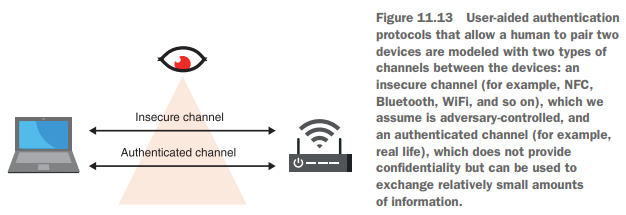 Insecure channel
Authenticated channel
Figure 11.13 User-aided authentication
protocols that allow a human to pair two
devices are modeled with two types of
channels between the devices: an
insecure channel (for example, NFC,
Bluetooth, WiFi, and so on), which we
assume is adversary-controlled, and
an authenticated channel (for example,
real life), which does not provide
confidentiality but can be used to
exchange relatively small amounts
of information.